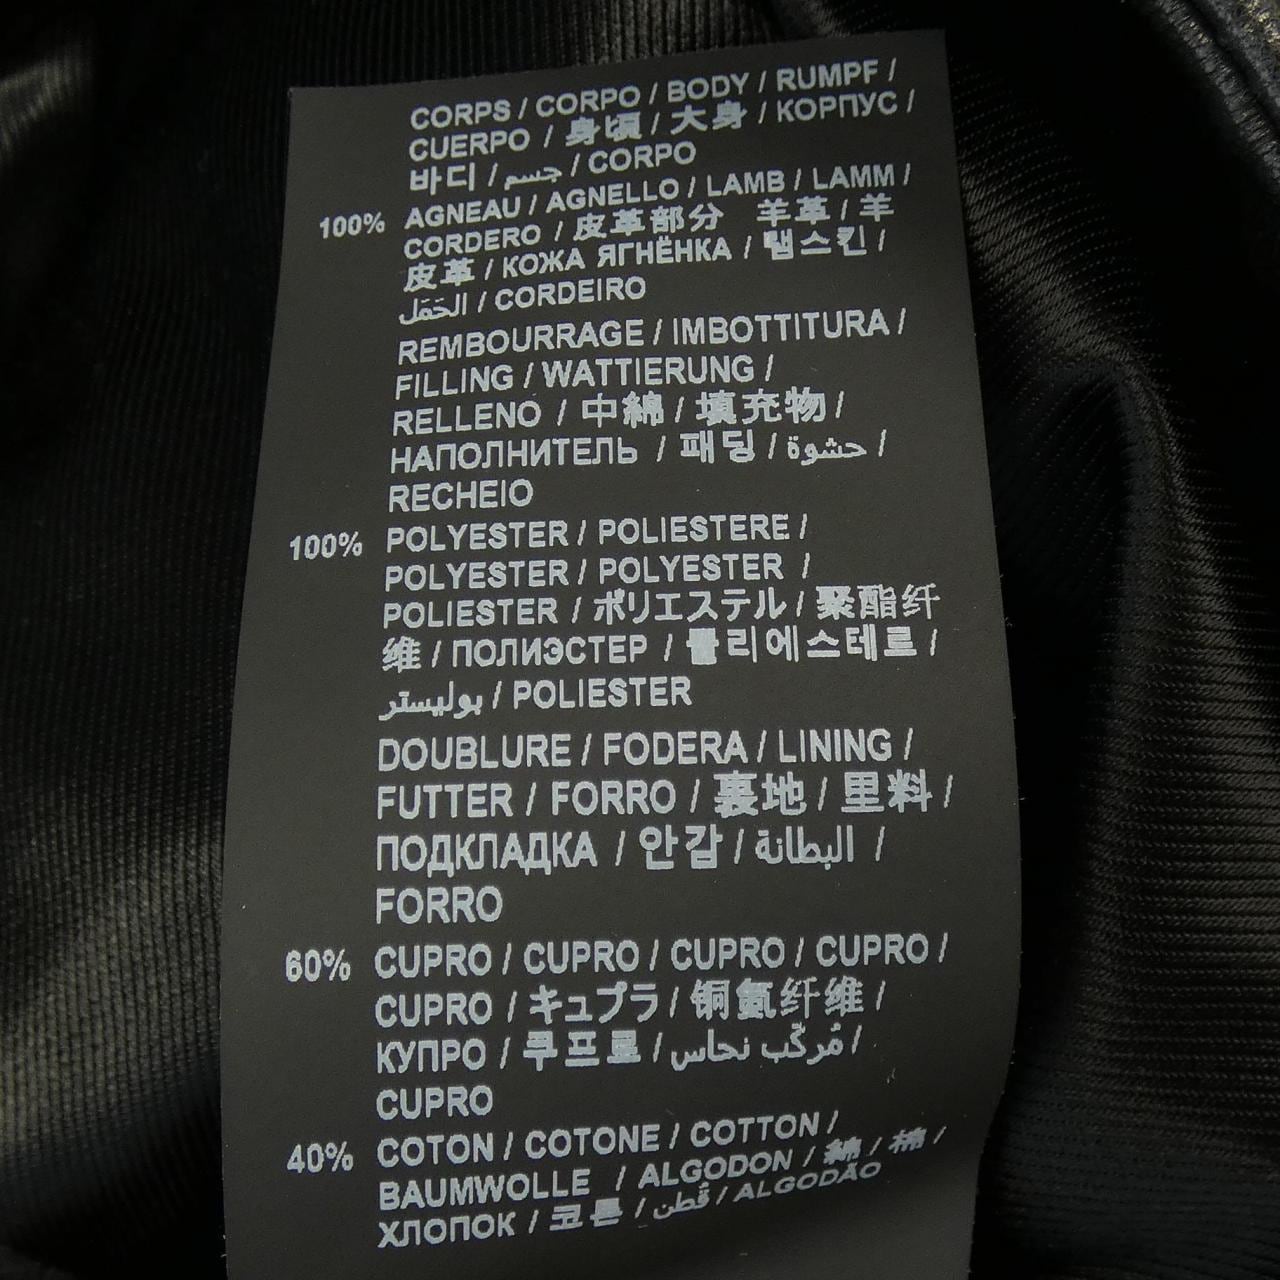 CORPS / CORPO / BODY / RUMPF /
CUERPO / 身頃 / 大身 / КОРПУС /
바디 / جسم / CORPO
100% AGNEAU / AGNELLO / LAMB / LAMM /
CORDERO / 皮革部分 羊革 / 羊
皮革 / КОЖА ЯГНЁНКА / 램스킨 /
الحَمَل / CORDEIRO
REMBOURRAGE / IMBOTTITURA /
FILLING / WATTIERUNG /
RELLENO / 中綿 / 填充物 /
НАПОЛНИТЕЛЬ / 패딩 / حشوة /
RECHEIO
100% POLYESTER / POLIESTERE /
POLYESTER / POLYESTER /
POLIESTER / ポリエステル / 聚酯纤
维 / ПОЛИЭСТЕР / 폴리에스테르 /
بوليستر / POLIESTER
DOUBLURE / FODERA / LINING /
FUTTER / FORRO / 裏地 / 里料 /
ПОДКЛАДКА / 안감 / البطانة /
FORRO
60% CUPRO / CUPRO / CUPRO / CUPRO /
CUPRO / キュプラ / 铜氨纤维 /
КУПРО / 쿠프로 / مُركّب نحاس /
CUPRO
40% COTON / COTONE / COTTON /
BAUMWOLLE / ALGODON / 綿 / 棉 /
ХЛОПОК / 코튼 / قُطن / ALGODÃO